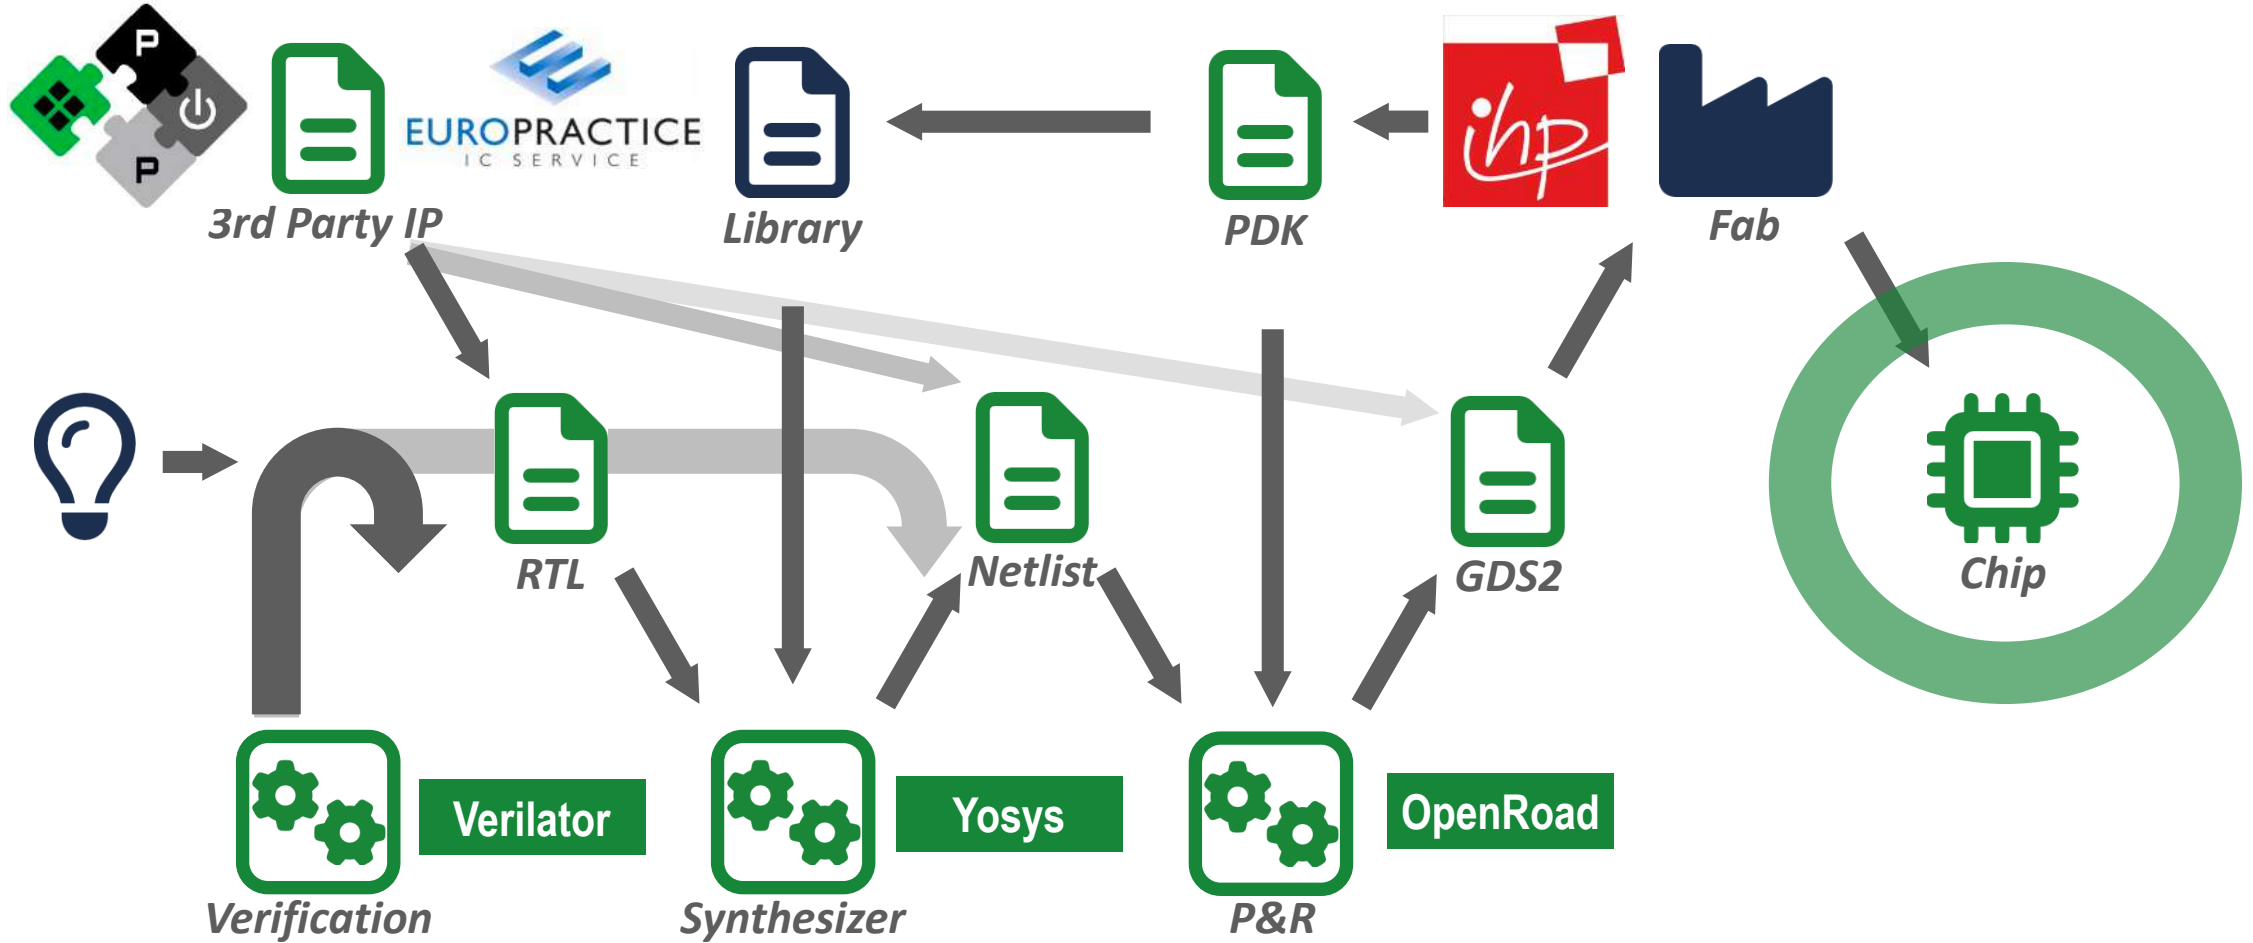 P
P
EUROPRACTICE
IC SERVICE
ihp
3rd Party IP
Library
PDK
Fab
RTL
Netlist
GDS2
Chip
Verilator
Yosys
OpenRoad
Verification
Synthesizer
P&R